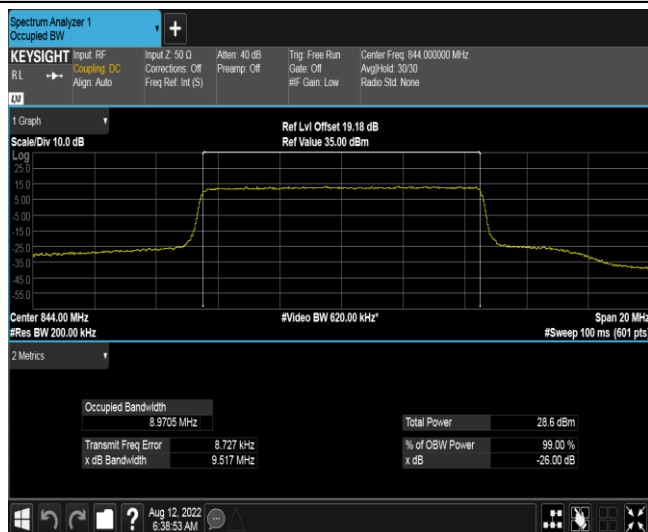 Spectrum Analyzer 1
Occupied BW
+
KEYSIGHT
RL
LXI
Input: RF
Coupling: DC
Align: Auto
Input Z: 50 Ω
Corrections: Off
Freq Ref: Int (S)
Atten: 40 dB
Preamp: Off
Trig: Free Run
Gate: Off
#IF Gain: Low
Center Freq: 844.000000 MHz
Avg|Hold: 30/30
Radio Std: None
1 Graph
Scale/Div 10.0 dB
Ref Lvl Offset 19.18 dB
Ref Value 35.00 dBm
Log
25.0
15.0
5.00
-5.00
-15.0
-25.0
-35.0
-45.0
-55.0
Center 844.00 MHz
#Res BW 200.00 kHz
#Video BW 620.00 kHz*
Span 20 MHz
#Sweep 100 ms (601 pts)
2 Metrics
Occupied Bandwidth
8.9705 MHz
Transmit Freq Error 8.727 kHz
x dB Bandwidth 9.517 MHz
Total Power 28.6 dBm
% of OBW Power 99.00 %
x dB -26.00 dB
?
Aug 12, 2022
6:38:53 AM